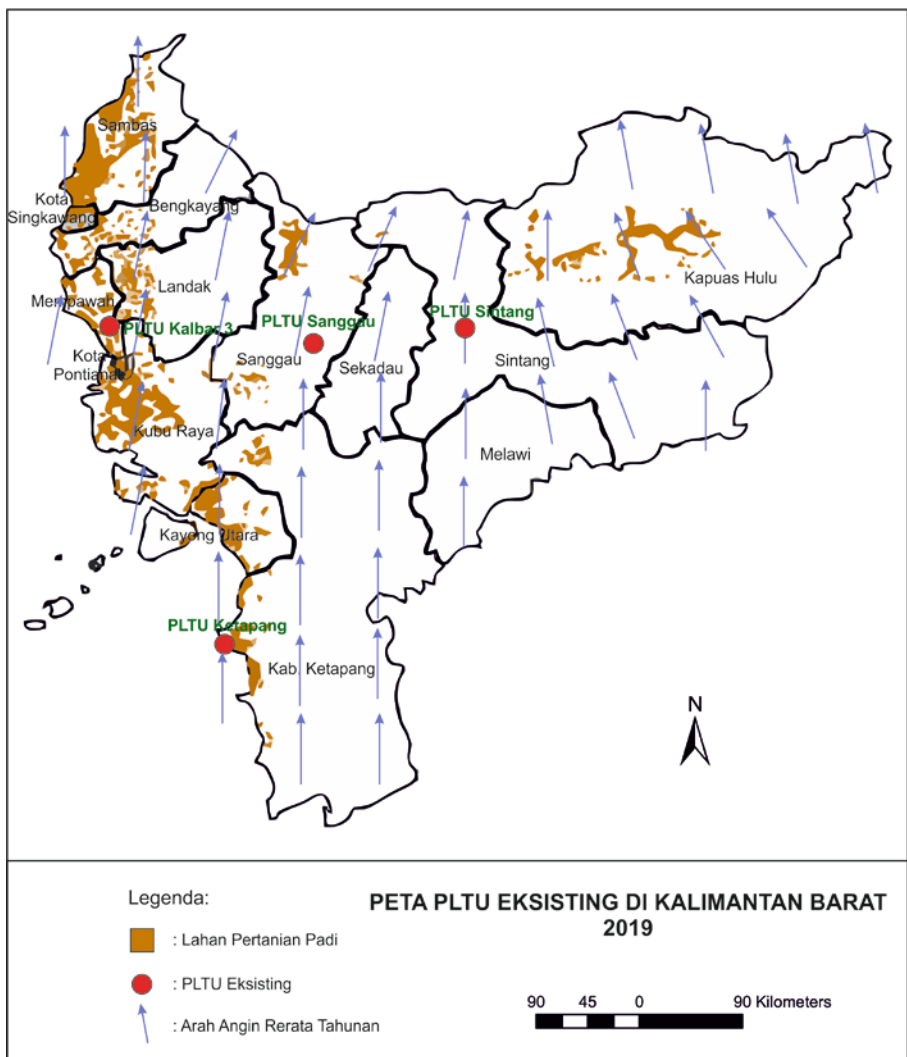 Sambas
Kota
Singkawang
Bengkayang
Landak
Mempawah
PLTU Kalbar 3
Kota
Pontianak
PLTU Sanggau
Sanggau
Sekadau
PLTU Sintang
Sintang
Kapuas Hulu
Kubu Raya
Melawi
Kayong Utara
PLTU Ketapang
Kab. Ketapang
N
Legenda:
: Lahan Pertanian Padi
: PLTU Eksisting
: Arah Angin Rerata Tahunan
PETA PLTU EKSISTING DI KALIMANTAN BARAT
2019
90 45 0 90 Kilometers